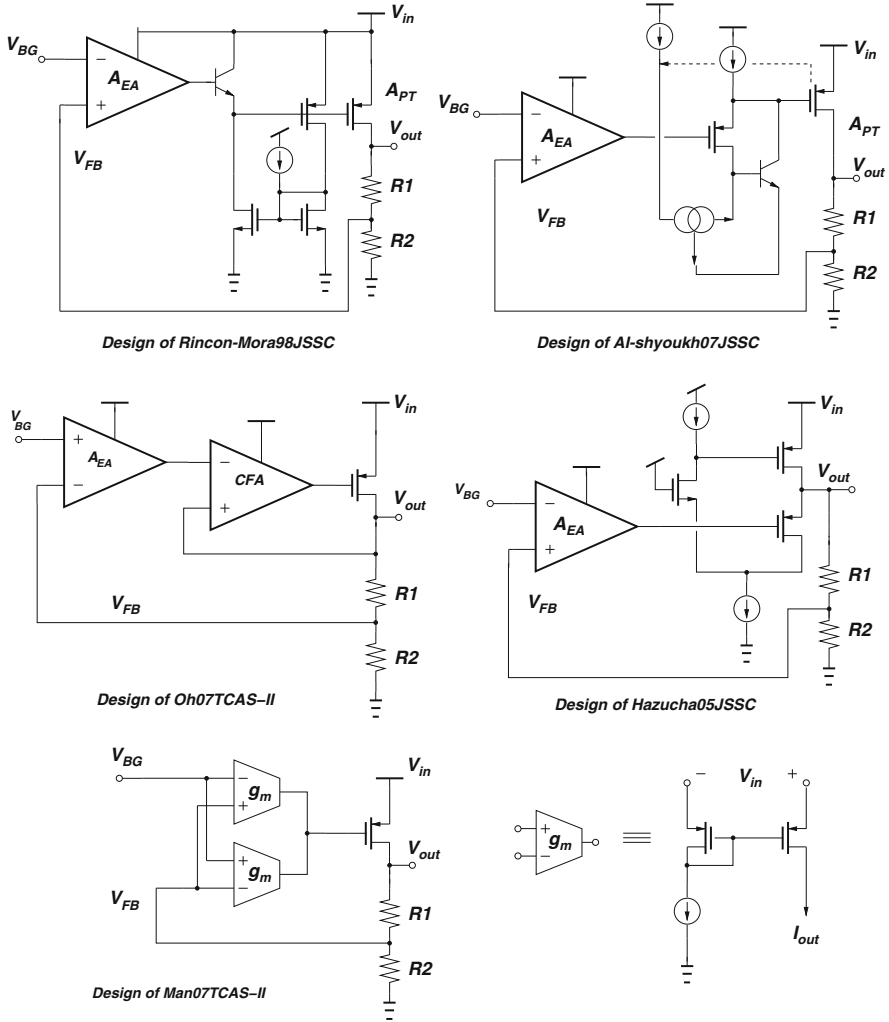 V_in
V_BG
−
A_EA
+
V_FB
A_PT
V_out
R1
R2
Design of Rincon-Mora98JSSC
V_in
V_BG
−
A_EA
+
V_FB
A_PT
V_out
R1
R2
Design of Al-shyoukh07JSSC
V_in
V_BG
+
A_EA
−
−
CFA
+
V_out
V_FB
R1
R2
Design of Oh07TCAS−II
V_in
V_BG
−
A_EA
+
V_out
V_FB
R1
R2
Design of Hazucha05JSSC
V_BG
V_in
−
g_m
+
+
g_m
−
V_out
V_FB
R1
R2
Design of Man07TCAS−II
+
g_m
−
−
V_in
+
I_out